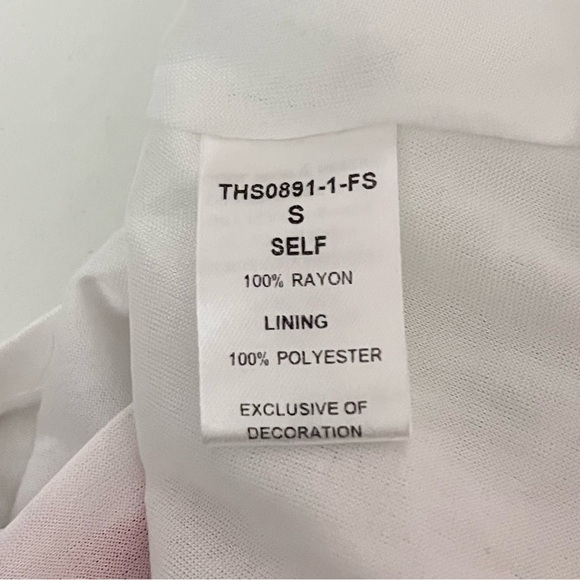 THS0891-1-FS
S
SELF
100% RAYON
LINING
100% POLYESTER
EXCLUSIVE OF
DECORATION